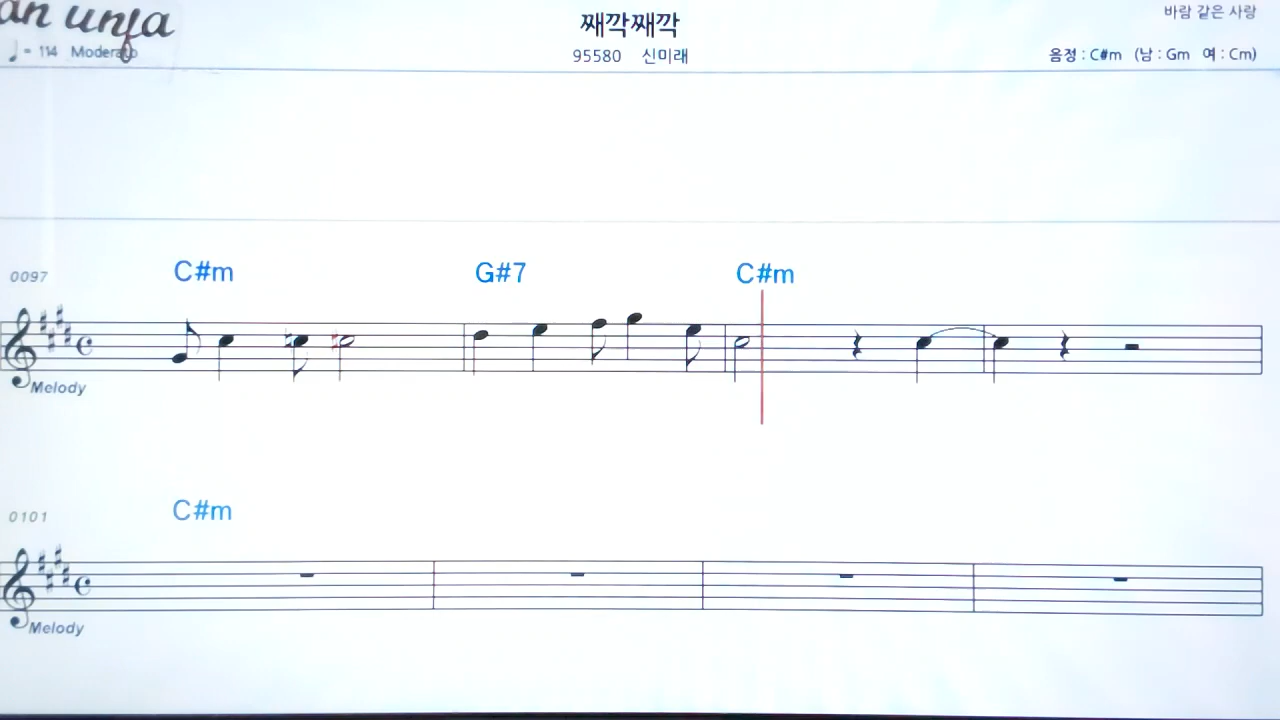 an unfa
♩= 114 Moderato
째깍째깍
95580 신미래
바람 같은 사랑
음정 : C#m (남 : Gm 여 : Cm)
0097
C#m G#7 C#m
Melody
0101
C#m
Melody